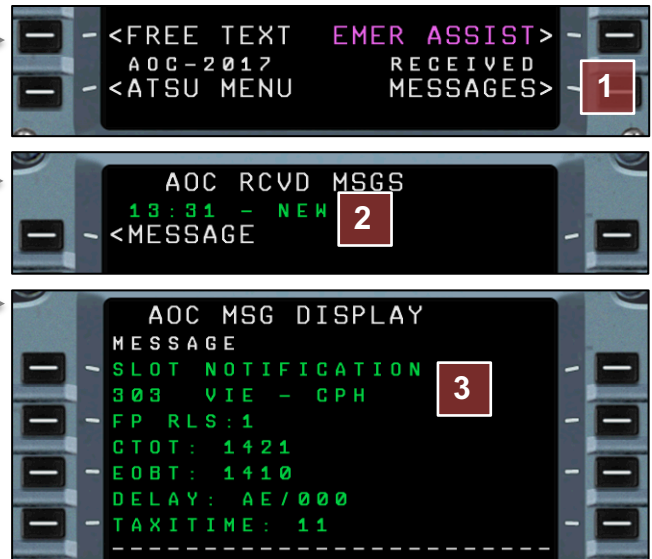 <FREE TEXT EMER ASSIST>
AOC-2017 RECEIVED
<ATSU MENU MESSAGES>
1
AOC RCVD MSGS
13:31 - NEW
2
<MESSAGE
AOC MSG DISPLAY
MESSAGE
SLOT NOTIFICATION
303 VIE - CPH
3
FP RLS:1
CTOT: 1421
EOBT: 1410
DELAY: AE/000
TAXITIME: 11
--------------------------